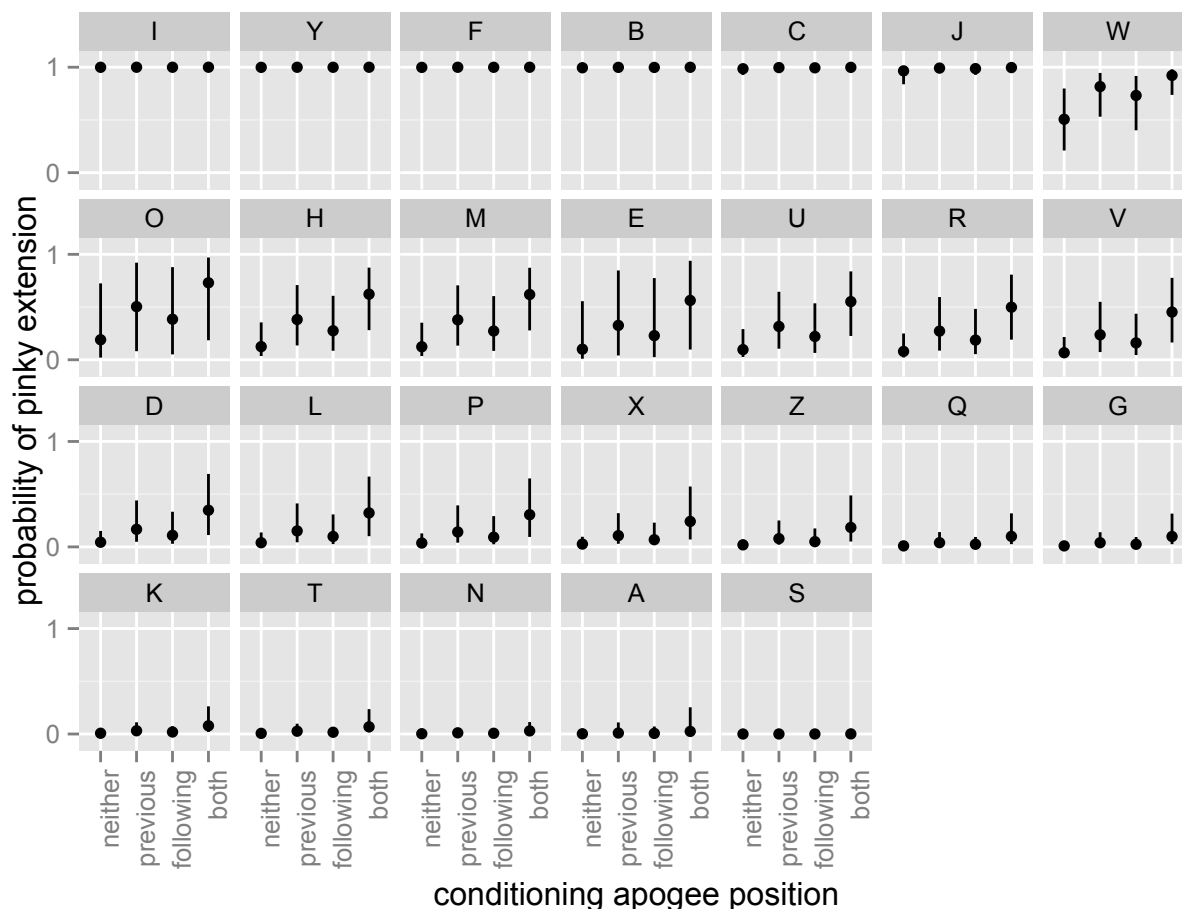 I Y F B C J W
1
0
O H M E U R V
1
0
D L P X Z Q G
1
0
K T N A S
1
0
neither previous following both neither previous following both neither previous following both neither previous following both neither previous following both
probability of pinky extension
conditioning apogee position